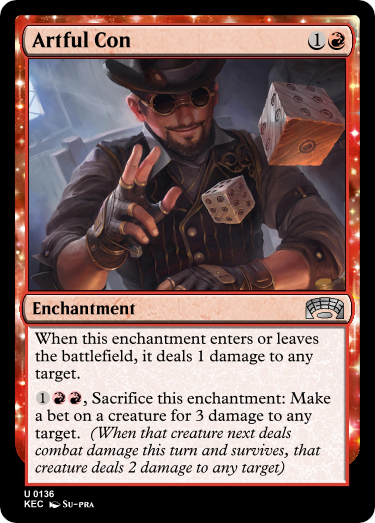 Artful Con
1
Enchantment
When this enchantment enters or leaves
the battlefield, it deals 1 damage to any
target.
1, Sacrifice this enchantment: Make
a bet on a creature for 3 damage to any
target. (When that creature next deals
combat damage this turn and survives, that
creature deals 2 damage to any target)
U 0136
KEC Su-pra